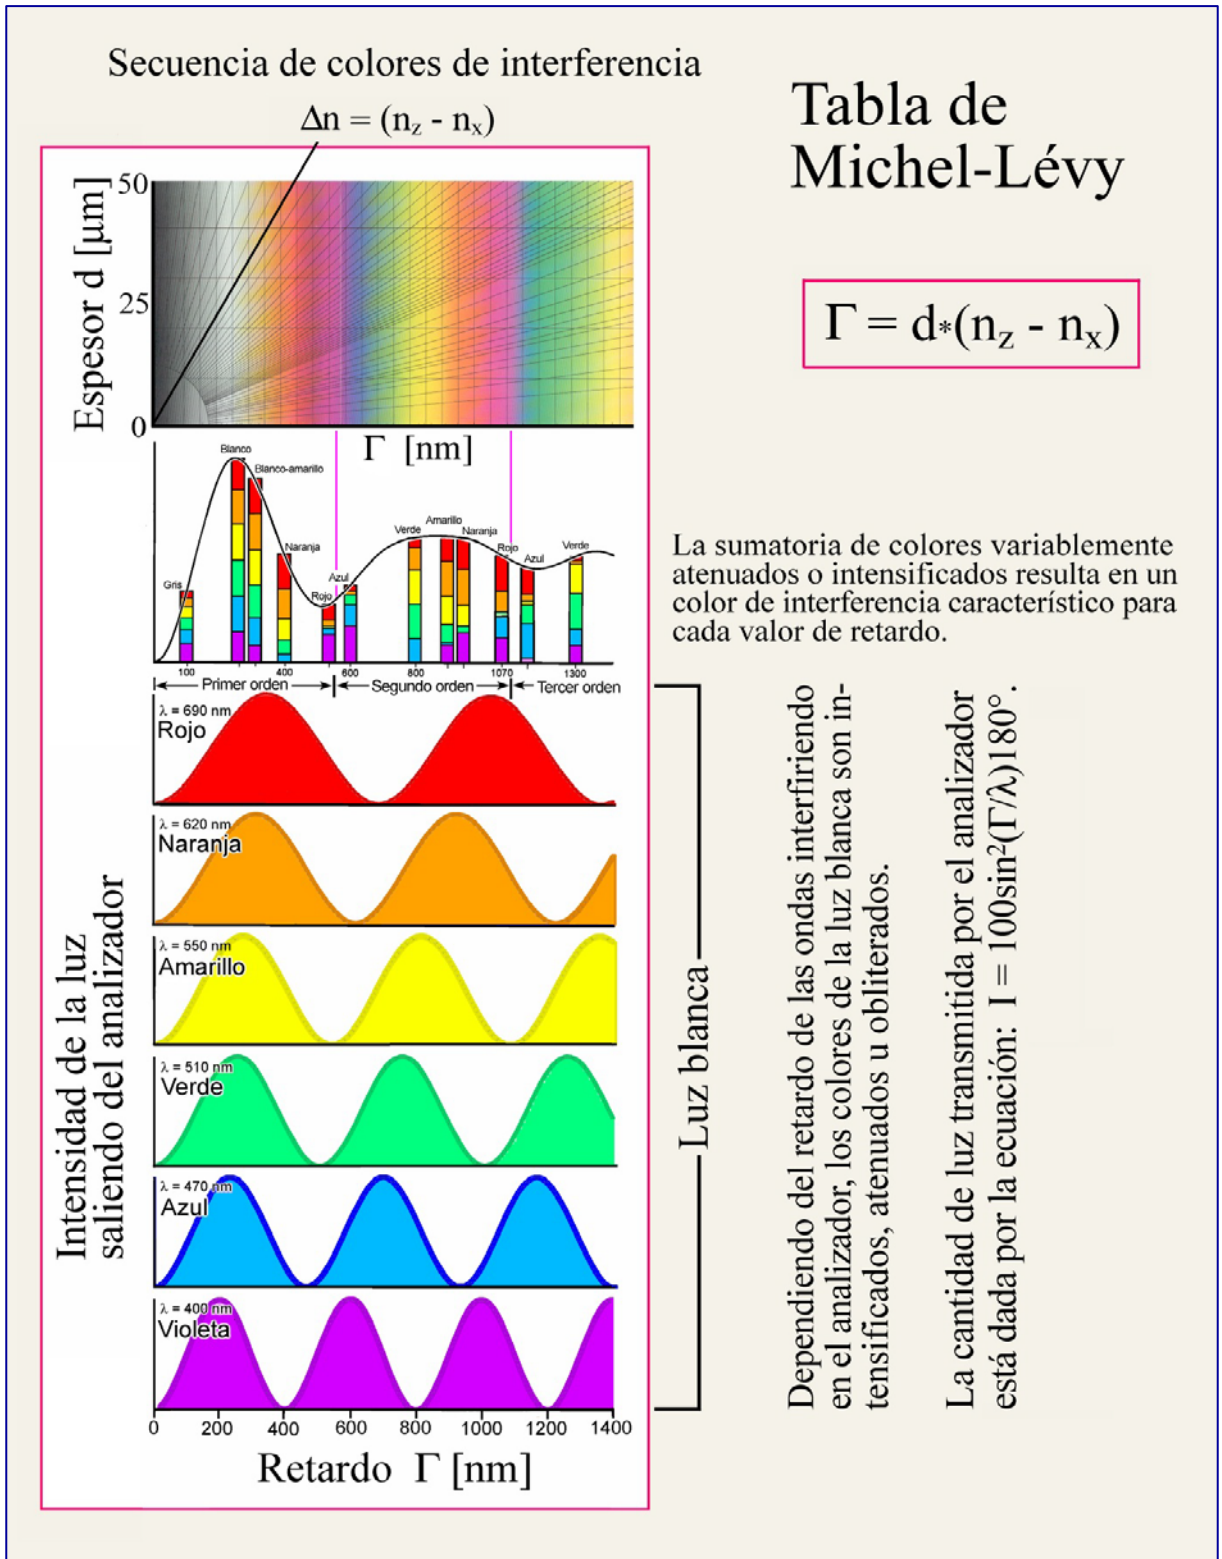 Secuencia de colores de interferencia
Δn = (nz - nx)
Tabla de
Michel-Lévy
Γ = d*(nz - nx)
Espesor d [μm]
50
25
0
Γ [nm]
Blanco
Blanco-amarillo
Naranja
Gris
Rojo
Azul
Verde
Amarillo
Naranja
Rojo
Azul
Verde
100
400
600
800
1070
1300
Primer orden
Segundo orden
Tercer orden
La sumatoria de colores variablemente
atenuados o intensificados resulta en un
color de interferencia característico para
cada valor de retardo.
Intensidad de la luz
saliendo del analizador
λ = 690 nm
Rojo
λ = 620 nm
Naranja
λ = 550 nm
Amarillo
λ = 510 nm
Verde
λ = 470 nm
Azul
λ = 400 nm
Violeta
0
200
400
600
800
1000
1200
1400
Retardo Γ [nm]
Luz blanca
Dependiendo del retardo de las ondas interfiriendo
en el analizador, los colores de la luz blanca son in-
tensificados, atenuados u obliterados.
La cantidad de luz transmitida por el analizador
está dada por la ecuación: I = 100sin²(Γ/λ)180°.